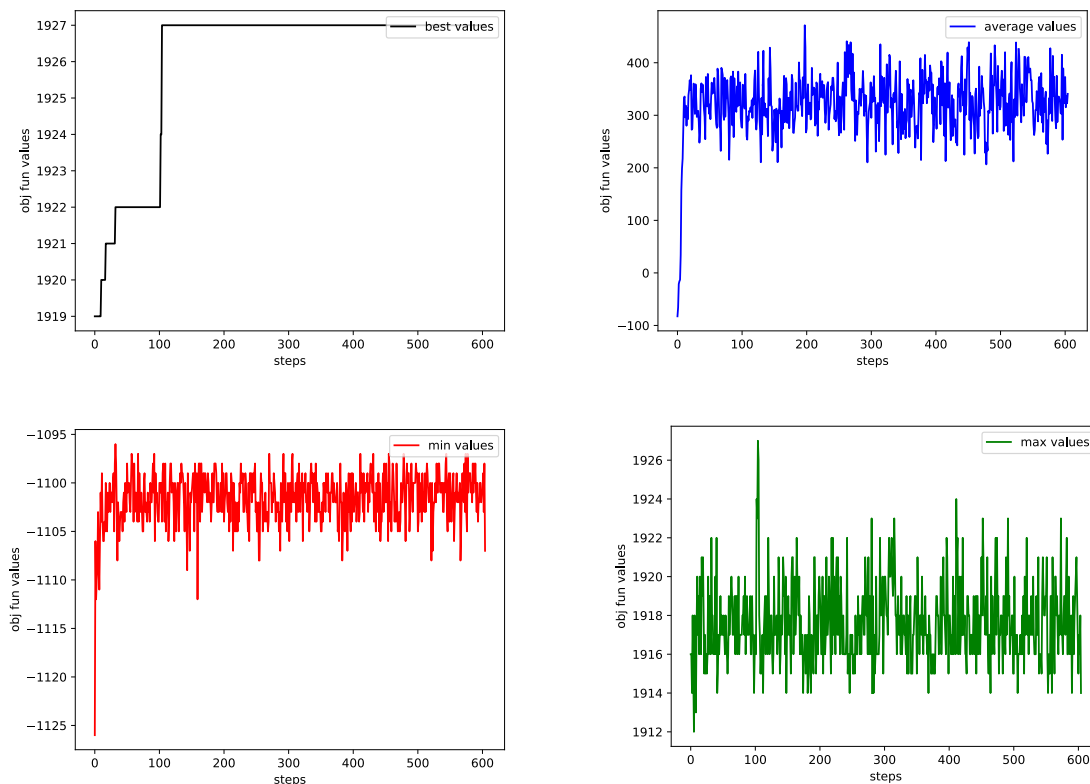 best values
1927
1926
1925
1924
1923
1922
1921
1920
1919
obj fun values
0 100 200 300 400 500 600
steps
average values
400
300
200
100
0
−100
obj fun values
0 100 200 300 400 500 600
steps
min values
−1095
−1100
−1105
−1110
−1115
−1120
−1125
obj fun values
0 100 200 300 400 500 600
steps
max values
1926
1924
1922
1920
1918
1916
1914
1912
obj fun values
0 100 200 300 400 500 600
steps